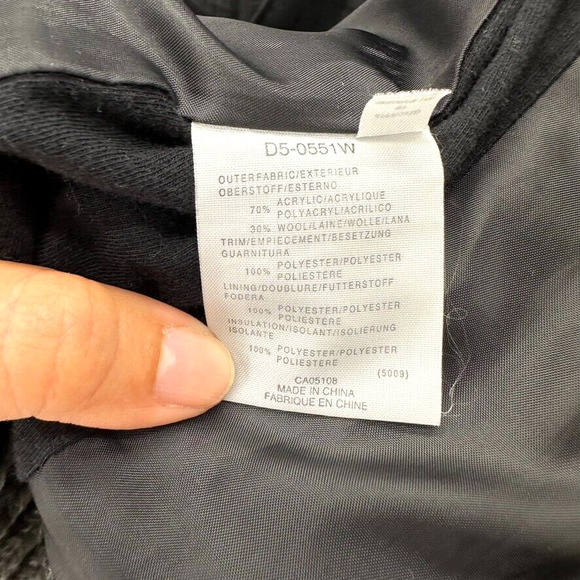 D5-0551W
OUTERFABRIC/EXTERIEUR
OBERSTOFF/ESTERNO
70% ACRYLIC/ACRYLIQUE
POLYACRYL/ACRILICO
30% WOOL/LAINE/WOLLE/LANA
TRIM/EMPIECEMENT/BESETZUNG
GUARNITURA
100% POLYESTER/POLYESTER
POLIESTERE
LINING/DOUBLURE/FUTTERSTOFF
FODERA
100% POLYESTER/POLYESTER
POLIESTERE
INSULATION/ISOLANT/ISOLIERUNG
ISOLANTE
100% POLYESTER/POLYESTER
POLIESTERE
(5009)
CA05108
MADE IN CHINA
FABRIQUE EN CHINE